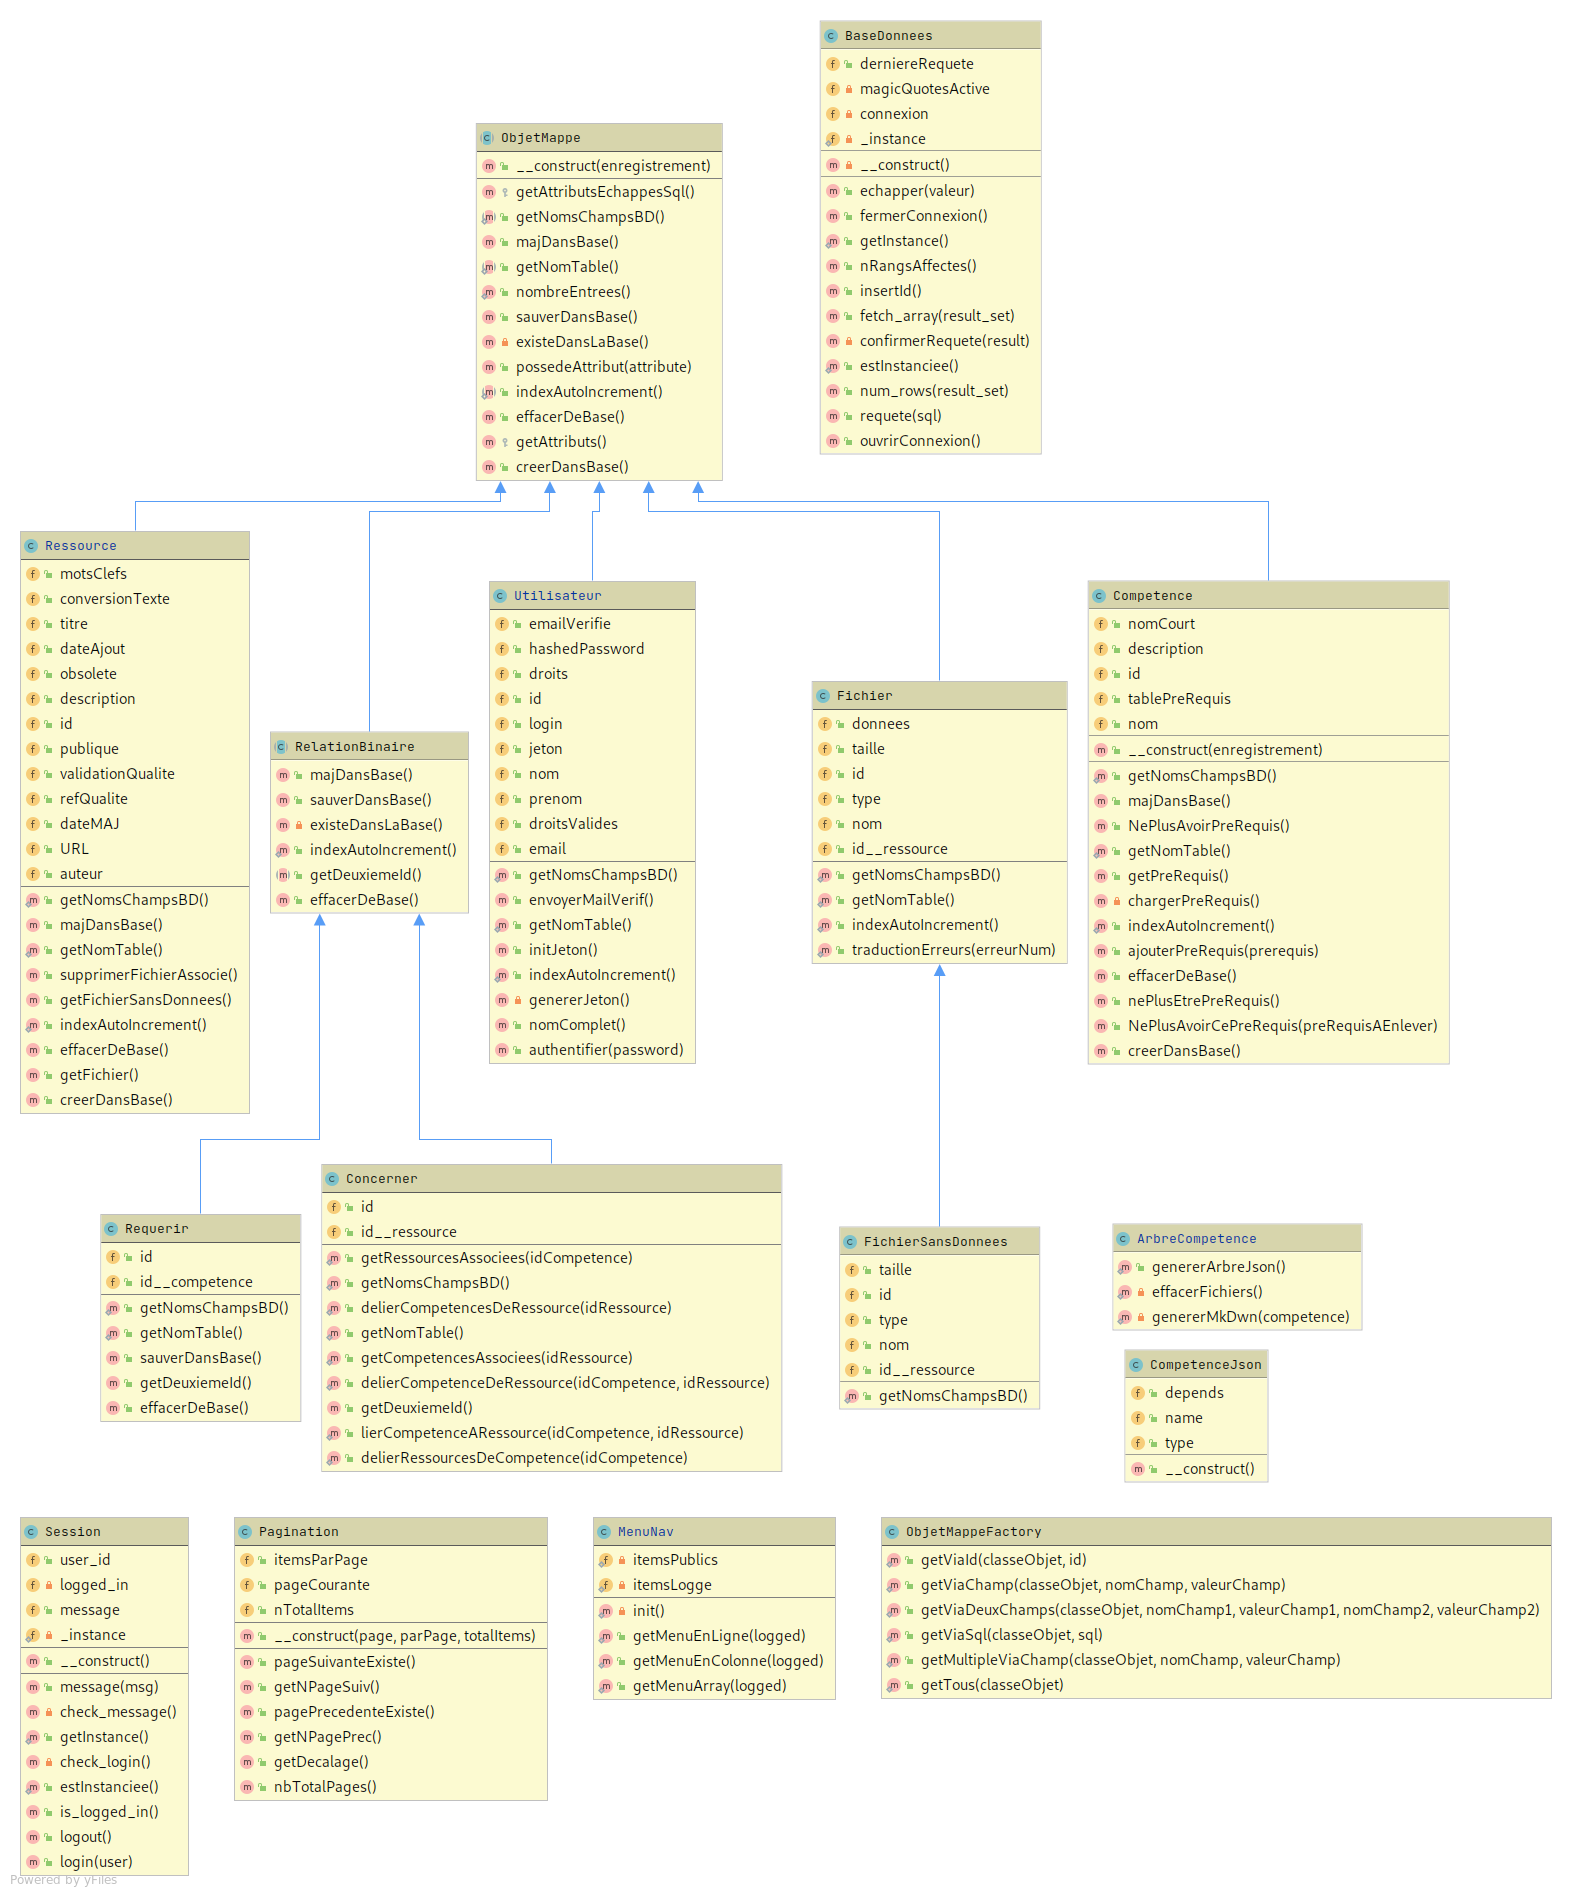 BaseDonnees
derniereRequete
magicQuotesActive
connexion
_instance
__construct()
echapper(valeur)
fermerConnexion()
getInstance()
nRangsAffectes()
insertId()
fetch_array(result_set)
confirmerRequete(result)
estInstanciee()
num_rows(result_set)
requete(sql)
ouvrirConnexion()
ObjetMappe
__construct(enregistrement)
getAttributsEchappesSql()
getNomsChampsBD()
majDansBase()
getNomTable()
nombreEntrees()
sauverDansBase()
existeDansLaBase()
possedeAttribut(attribute)
indexAutoIncrement()
effacerDeBase()
getAttributs()
creerDansBase()
Ressource
motsClefs
conversionTexte
titre
dateAjout
obsolete
description
id
publique
validationQualite
refQualite
dateMAJ
URL
auteur
getNomsChampsBD()
majDansBase()
getNomTable()
supprimerFichierAssocie()
getFichierSansDonnees()
indexAutoIncrement()
effacerDeBase()
getFichier()
creerDansBase()
RelationBinaire
majDansBase()
sauverDansBase()
existeDansLaBase()
indexAutoIncrement()
getDeuxiemeId()
effacerDeBase()
Utilisateur
emailVerifie
hashedPassword
droits
id
login
jeton
nom
prenom
droitsValides
email
getNomsChampsBD()
envoyerMailVerif()
getNomTable()
initJeton()
indexAutoIncrement()
genererJeton()
nomComplet()
authentifier(password)
Fichier
donnees
taille
id
type
nom
id__ressource
getNomsChampsBD()
getNomTable()
indexAutoIncrement()
traductionErreurs(erreurNum)
Competence
nomCourt
description
id
tablePreRequis
nom
__construct(enregistrement)
getNomsChampsBD()
majDansBase()
NePlusAvoirPreRequis()
getNomTable()
getPreRequis()
chargerPreRequis()
indexAutoIncrement()
ajouterPreRequis(prerequis)
effacerDeBase()
nePlusEtrePreRequis()
NePlusAvoirCePreRequis(preRequisAEnlever)
creerDansBase()
Requerir
id
id__competence
getNomsChampsBD()
getNomTable()
sauverDansBase()
getDeuxiemeId()
effacerDeBase()
Concerner
id
id__ressource
getRessourcesAssociees(idCompetence)
getNomsChampsBD()
delierCompetencesDeRessource(idRessource)
getNomTable()
getCompetencesAssociees(idRessource)
delierCompetenceDeRessource(idCompetence, idRessource)
getDeuxiemeId()
lierCompetenceARessource(idCompetence, idRessource)
delierRessourcesDeCompetence(idCompetence)
FichierSansDonnees
taille
id
type
nom
id__ressource
getNomsChampsBD()
ArbreCompetence
genererArbreJson()
effacerFichiers()
genererMkDwn(competence)
CompetenceJson
depends
name
type
__construct()
Session
user_id
logged_in
message
_instance
__construct()
message(msg)
check_message()
getInstance()
check_login()
estInstanciee()
is_logged_in()
logout()
login(user)
Pagination
itemsParPage
pageCourante
nTotalItems
__construct(page, parPage, totalItems)
pageSuivanteExiste()
getNPageSuiv()
pagePrecedenteExiste()
getNPagePrec()
getDecalage()
nbTotalPages()
MenuNav
itemsPublics
itemsLogge
init()
getMenuEnLigne(logged)
getMenuEnColonne(logged)
getMenuArray(logged)
ObjetMappeFactory
getViaId(classeObjet, id)
getViaChamp(classeObjet, nomChamp, valeurChamp)
getViaDeuxChamps(classeObjet, nomChamp1, valeurChamp1, nomChamp2, valeurChamp2)
getViaSql(classeObjet, sql)
getMultipleViaChamp(classeObjet, nomChamp, valeurChamp)
getTous(classeObjet)
Powered by yFiles